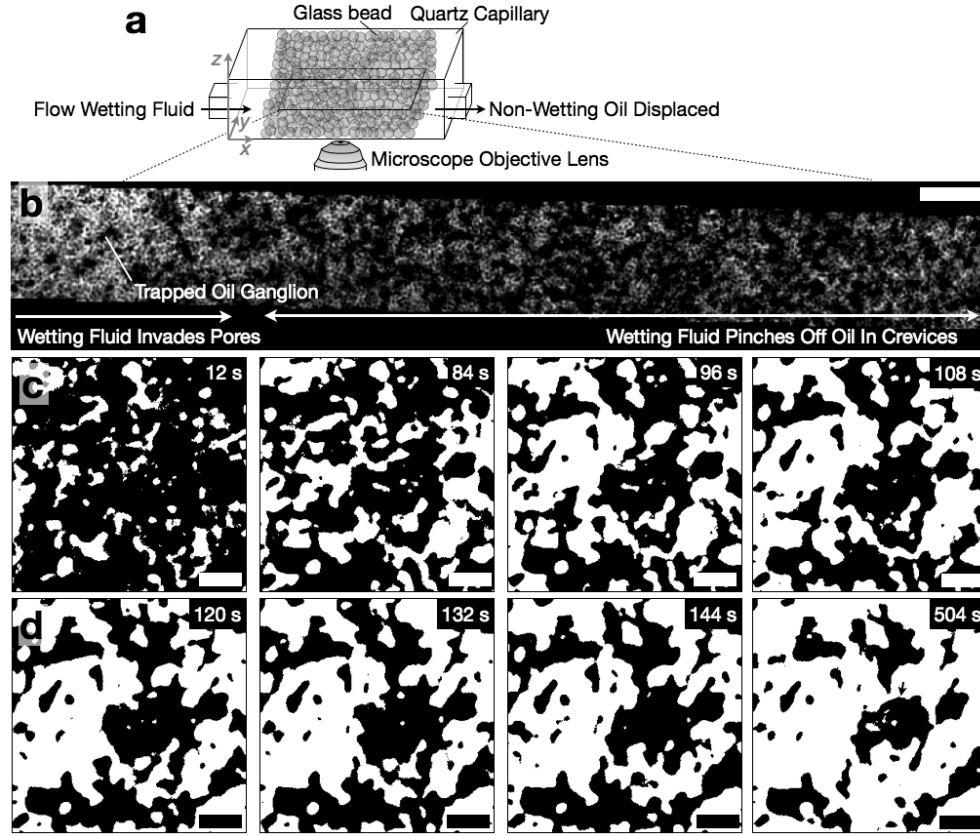 a
Glass bead
Quartz Capillary
z
Flow Wetting Fluid
Non-Wetting Oil Displaced
y
x
Microscope Objective Lens
b
Trapped Oil Ganglion
Wetting Fluid Invades Pores
Wetting Fluid Pinches Off Oil In Crevices
c
12 s
84 s
96 s
108 s
d
120 s
132 s
144 s
504 s